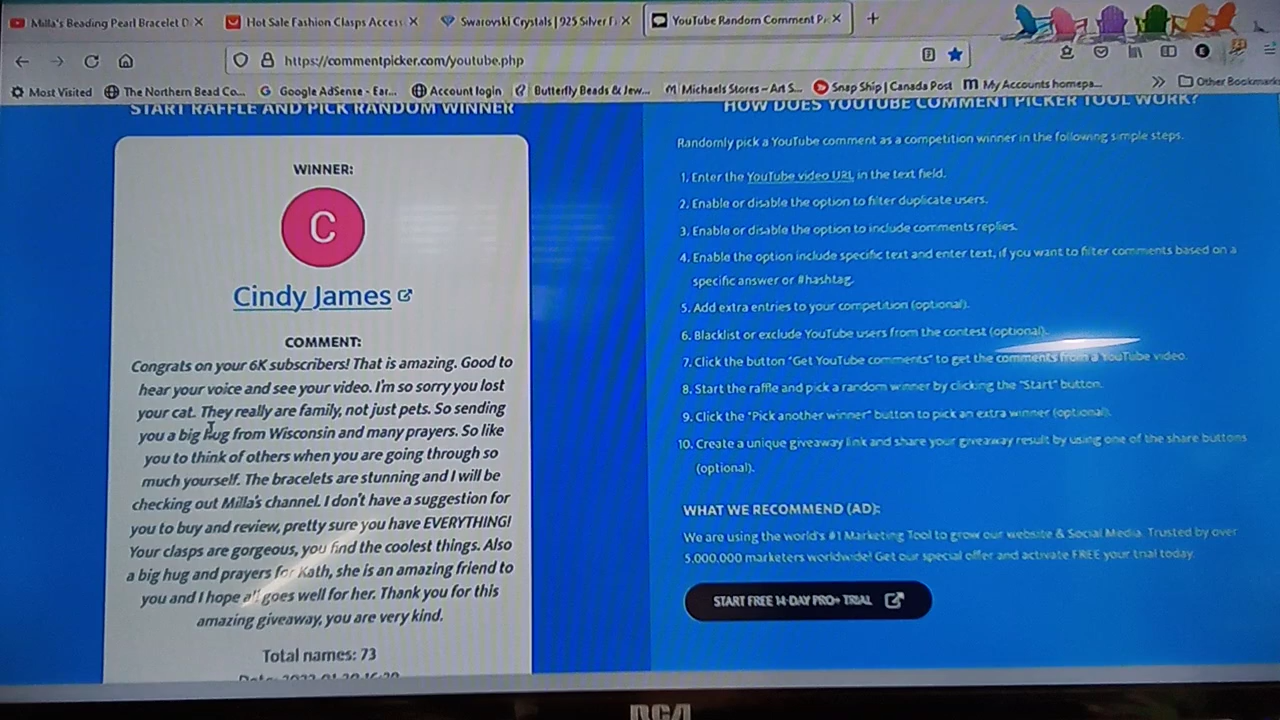 Milla's Beading Pearl Bracelet D
Hot Sale Fashion Clasps Access
Swarovski Crystals | 925 Silver F
YouTube Random Comment P
https://commentpicker.com/youtube.php
Most Visited
The Northern Bead Co...
Google AdSense - Ear...
Account login
Butterfly Beads & Jew...
Michaels Stores – Art S...
Snap Ship | Canada Post
My Accounts homepa...
Other Bookmark
START RAFFLE AND PICK RANDOM WINNER
WINNER:
C
Cindy James
COMMENT:
Congrats on your 6K subscribers! That is amazing. Good to
hear your voice and see your video. I'm so sorry you lost
your cat. They really are family, not just pets. So sending
you a big hug from Wisconsin and many prayers. So like
you to think of others when you are going through so
much yourself. The bracelets are stunning and I will be
checking out Milla's channel. I don't have a suggestion for
you to buy and review, pretty sure you have EVERYTHING!
Your clasps are gorgeous, you find the coolest things. Also
a big hug and prayers for Kath, she is an amazing friend to
you and I hope all goes well for her. Thank you for this
amazing giveaway, you are very kind.
Total names: 73
HOW DOES YOUTUBE COMMENT PICKER TOOL WORK?
Randomly pick a YouTube comment as a competition winner in the following simple steps.
1. Enter the YouTube video URL in the text field.
2. Enable or disable the option to filter duplicate users.
3. Enable or disable the option to include comments replies.
4. Enable the option include specific text and enter text, if you want to filter comments based on a
specific answer or #hashtag.
5. Add extra entries to your competition (optional).
6. Blacklist or exclude YouTube users from the contest (optional).
7. Click the button "Get YouTube comments" to get the comments from a YouTube video.
8. Start the raffle and pick a random winner by clicking the "Start" button.
9. Click the "Pick another winner" button to pick an extra winner (optional).
10. Create a unique giveaway link and share your giveaway result by using one of the share buttons
(optional).
WHAT WE RECOMMEND (AD):
We are using the world's #1 Marketing Tool to grow our website & Social Media. Trusted by over
5.000.000 marketers worldwide! Get our special offer and activate FREE your trial today.
START FREE 14-DAY PRO+ TRIAL
RCA